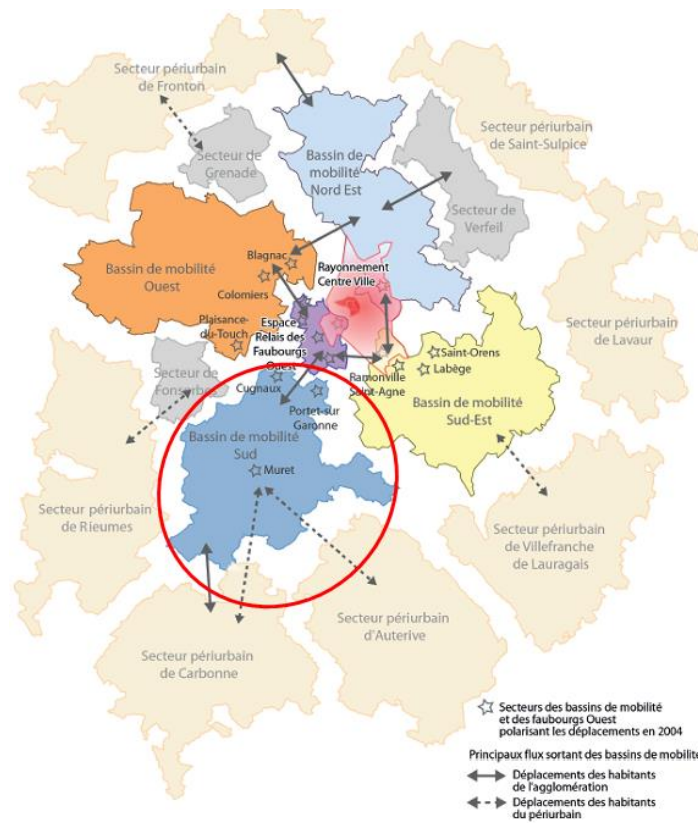 Secteur périurbain
de Fronton
Secteur de
Grenade
Bassin de
mobilité
Nord Est
Secteur périurbain
de Saint-Sulpice
Secteur de
Verfeil
Bassin de mobilité
Ouest
Blagnac
Colomiers
Plaisance-
du-Touch
Rayonnement
Centre Ville
Espace
Relais des
Faubourgs
Ouest
Secteur périurbain
de Lavaur
Saint-Orens
Labège
Ramonville
Saint-Agne
Bassin de mobilité
Sud-Est
Secteur de
Fonsorbes
Cugnaux
Portet-sur
Garonne
Bassin de mobilité
Sud
Muret
Secteur périurbain
de Rieumes
Secteur périurbain
de Villefranche
de Lauragais
Secteur périurbain
d'Auterive
Secteur périurbain
de Carbonne
Secteurs des bassins de mobilité
et des faubourgs Ouest
polarisant les déplacements en 2004
Principaux flux sortant des bassins de mobilité
Déplacements des habitants
de l'agglomération
Déplacements des habitants
du périurbain